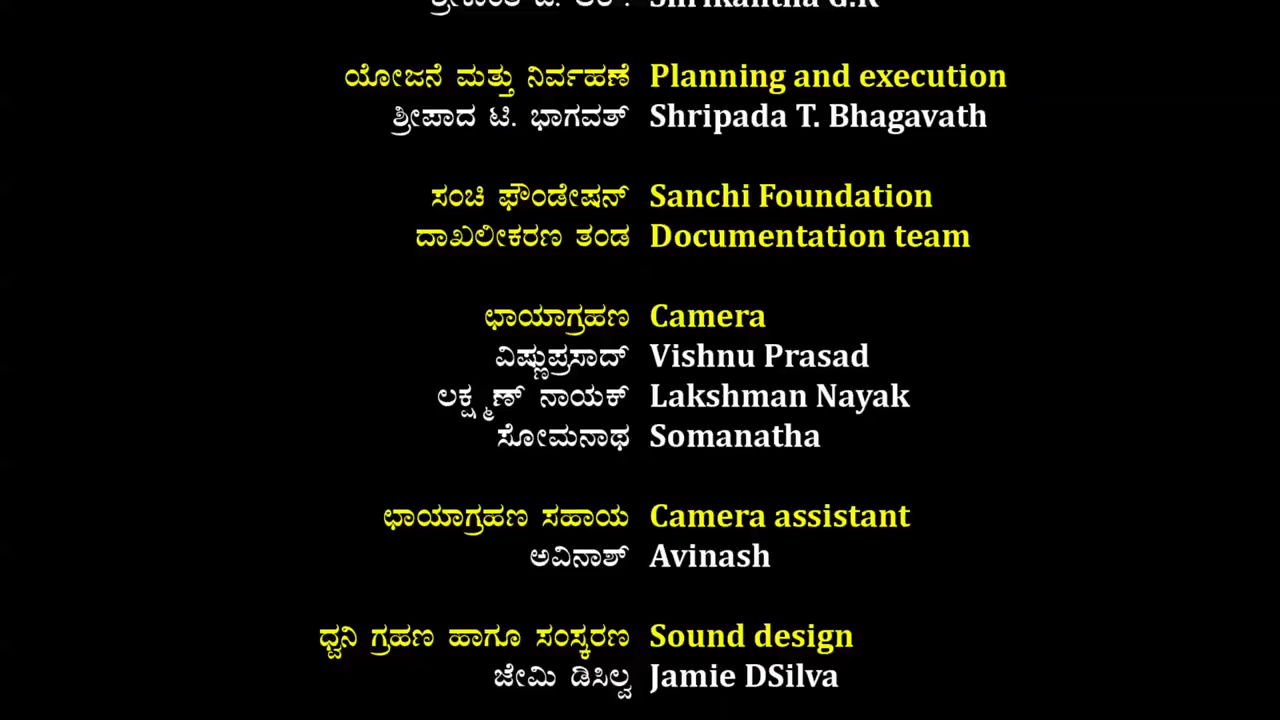 Shrikantha G.R
ಯೋಜನೆ ಮತ್ತು ನಿರ್ವಹಣೆ Planning and execution
ಶ್ರೀಪಾದ ಟಿ. ಭಾಗವತ್ Shripada T. Bhagavath
ಸಂಚಿ ಫೌಂಡೇಷನ್ Sanchi Foundation
ದಾಖಲೀಕರಣ ತಂಡ Documentation team
ಛಾಯಾಗ್ರಹಣ Camera
ವಿಷ್ಣುಪ್ರಸಾದ್ Vishnu Prasad
ಲಕ್ಷ್ಮಣ್ ನಾಯಕ್ Lakshman Nayak
ಸೋಮನಾಥ Somanatha
ಛಾಯಾಗ್ರಹಣ ಸಹಾಯ Camera assistant
ಅವಿನಾಶ್ Avinash
ಧ್ವನಿ ಗ್ರಹಣ ಹಾಗೂ ಸಂಸ್ಕರಣ Sound design
ಜೇಮಿ ಡಿಸಿಲ್ವ Jamie DSilva